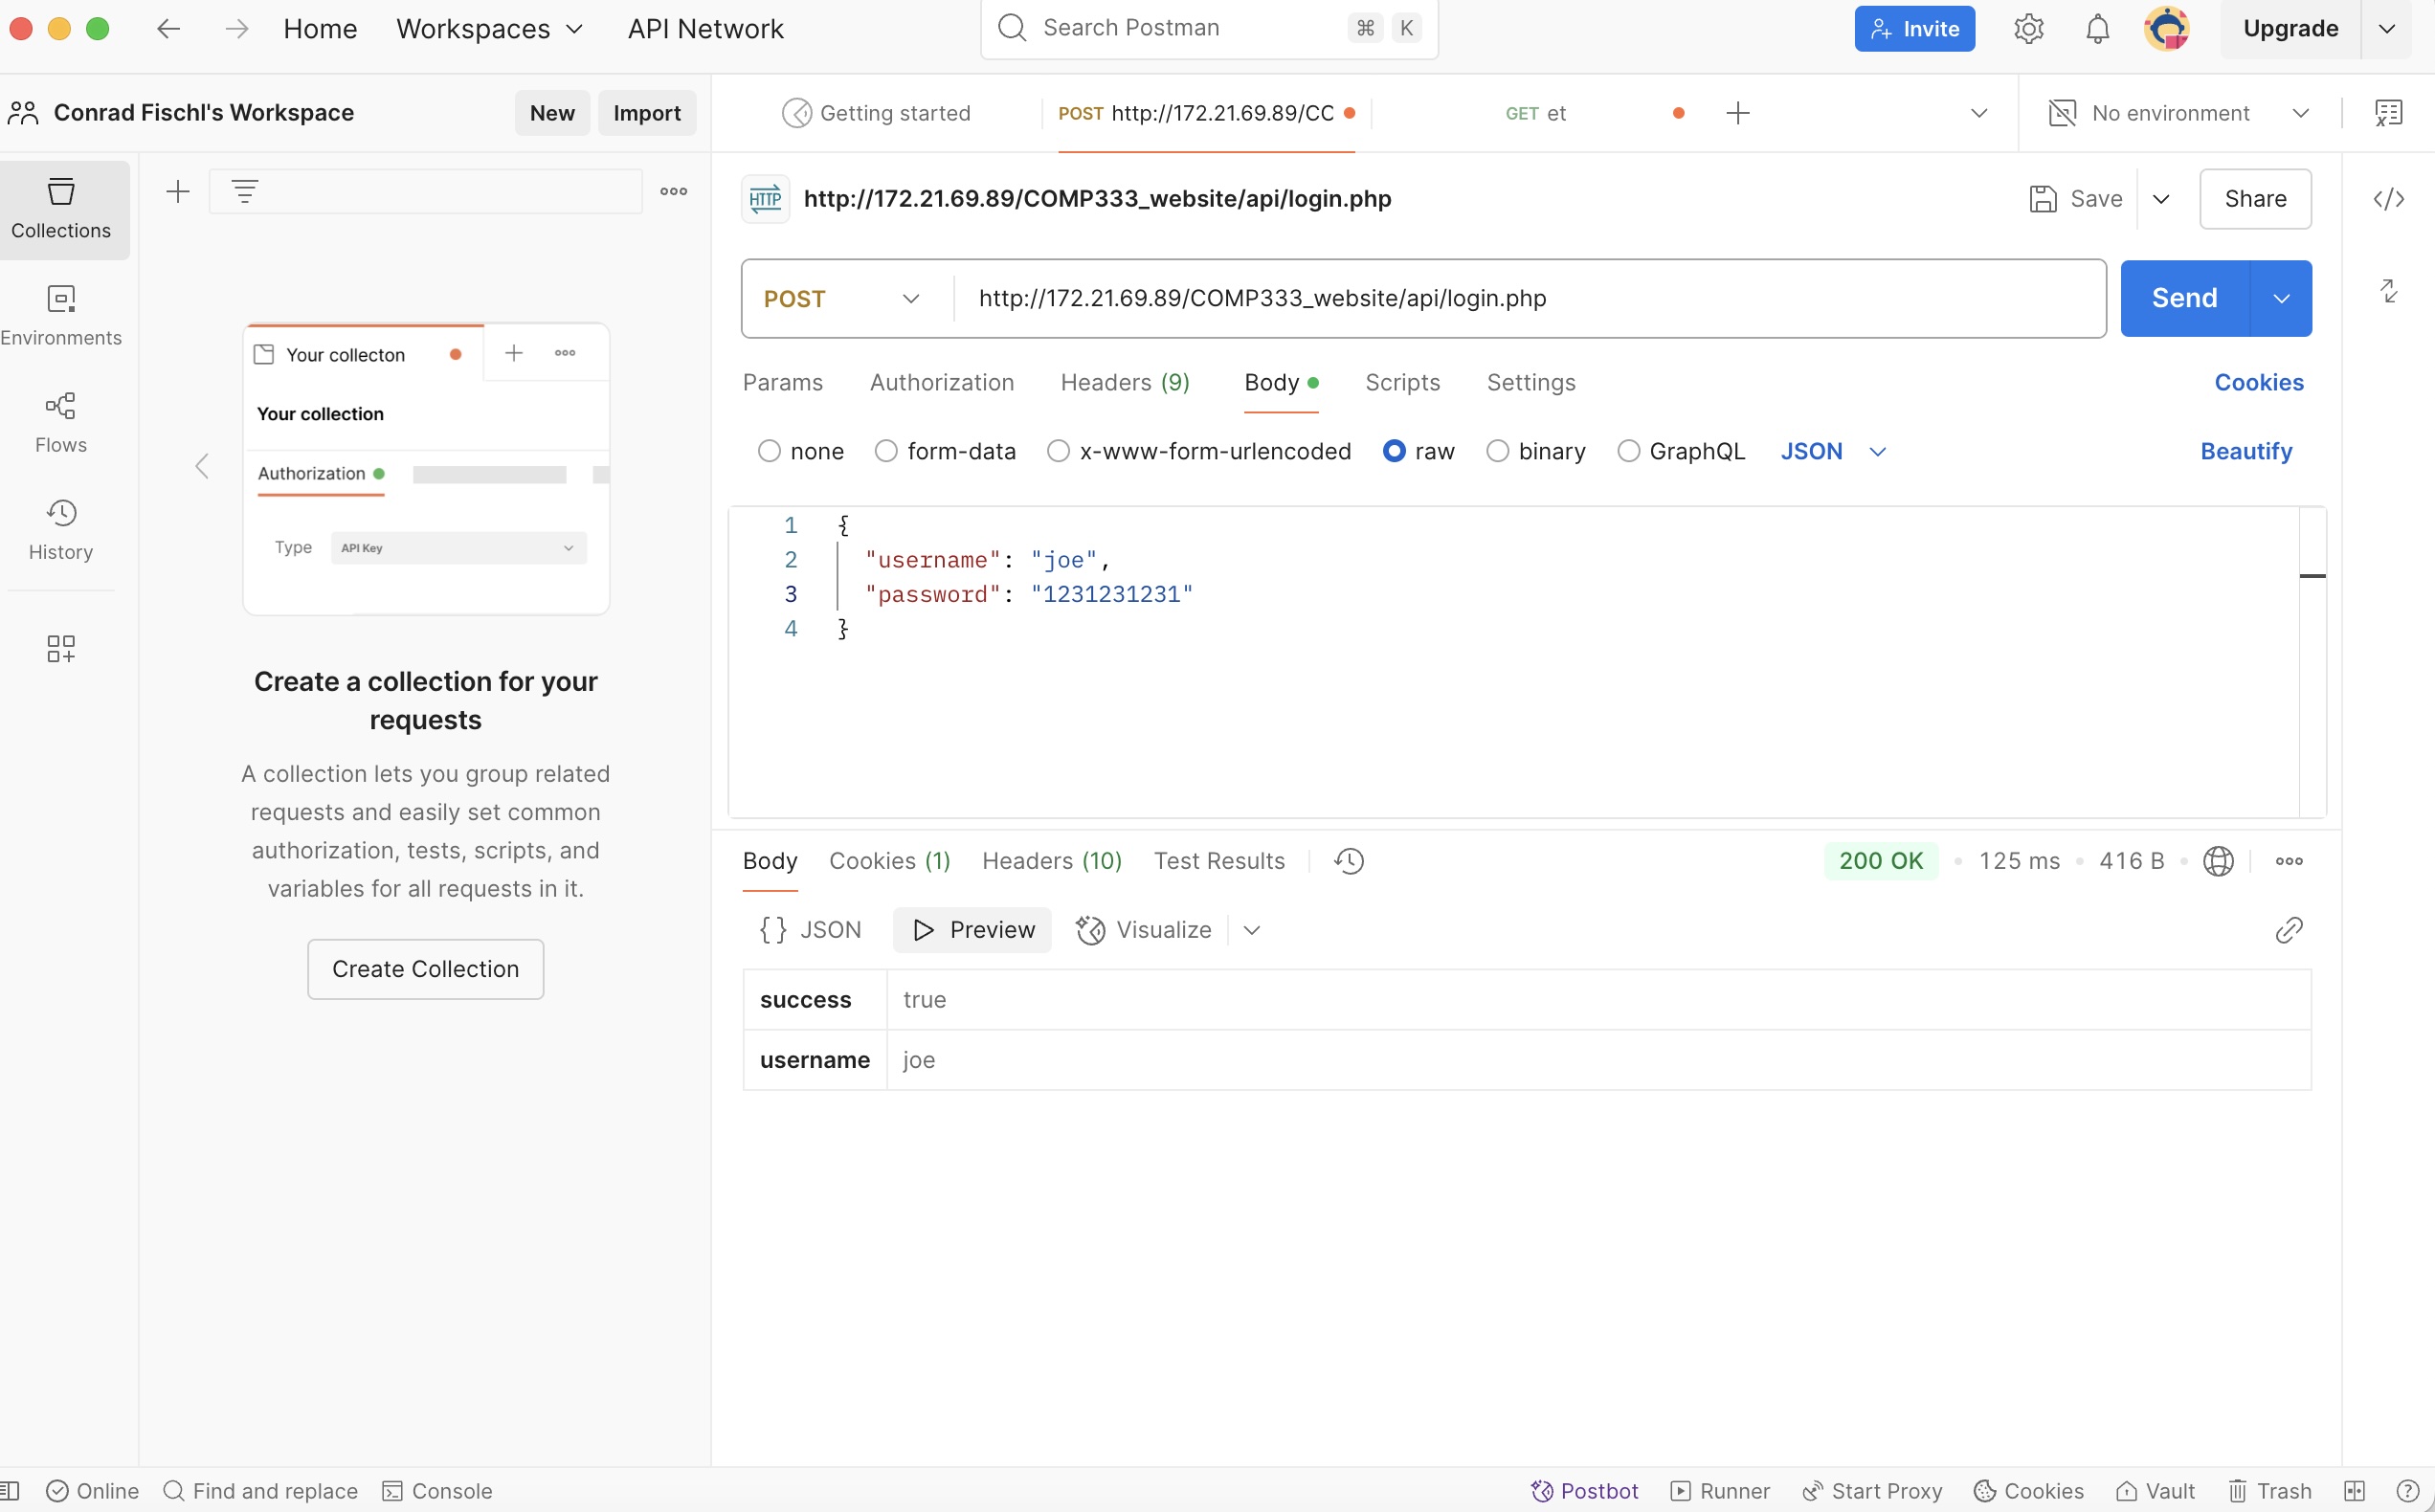 Home Workspaces API Network Search Postman ⌘ K Invite Upgrade
Conrad Fischl's Workspace New Import Getting started POST http://172.21.69.89/CC GET et No environment
Collections
Environments
Flows
History
Your collecton
Your collection
Authorization
Type API Key
Create a collection for your
requests
A collection lets you group related
requests and easily set common
authorization, tests, scripts, and
variables for all requests in it.
Create Collection
HTTP http://172.21.69.89/COMP333_website/api/login.php Save Share
POST http://172.21.69.89/COMP333_website/api/login.php Send
Params Authorization Headers (9) Body Scripts Settings Cookies
none form-data x-www-form-urlencoded raw binary GraphQL JSON Beautify
1 {
2 "username": "joe",
3 "password": "1231231231"
4 }
Body Cookies (1) Headers (10) Test Results 200 OK 125 ms 416 B
{} JSON Preview Visualize
success true
username joe
Online Find and replace Console Postbot Runner Start Proxy Cookies Vault Trash